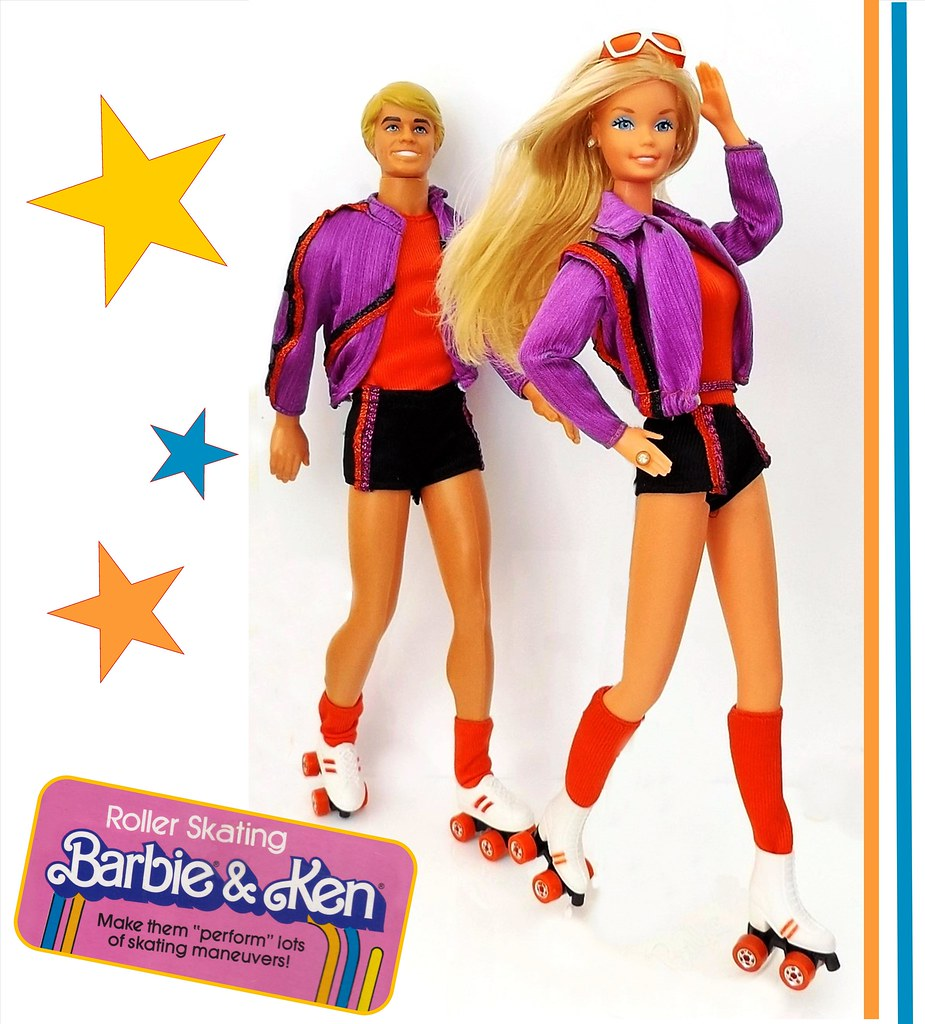 Roller Skating
Barbie® & Ken®
Make them "perform" lots
of skating maneuvers!